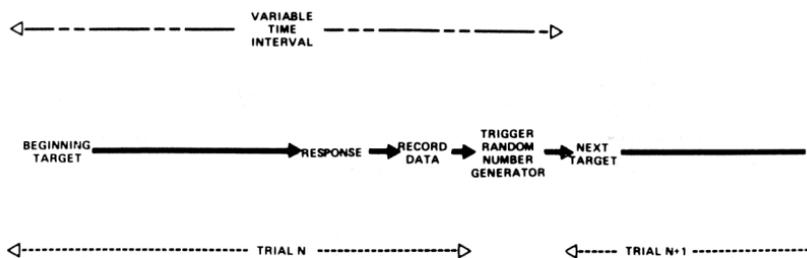 VARIABLE
TIME
INTERVAL
BEGINNING
TARGET
RESPONSE
RECORD
DATA
TRIGGER
RANDOM
NUMBER
GENERATOR
NEXT
TARGET
TRIAL N
TRIAL N+1